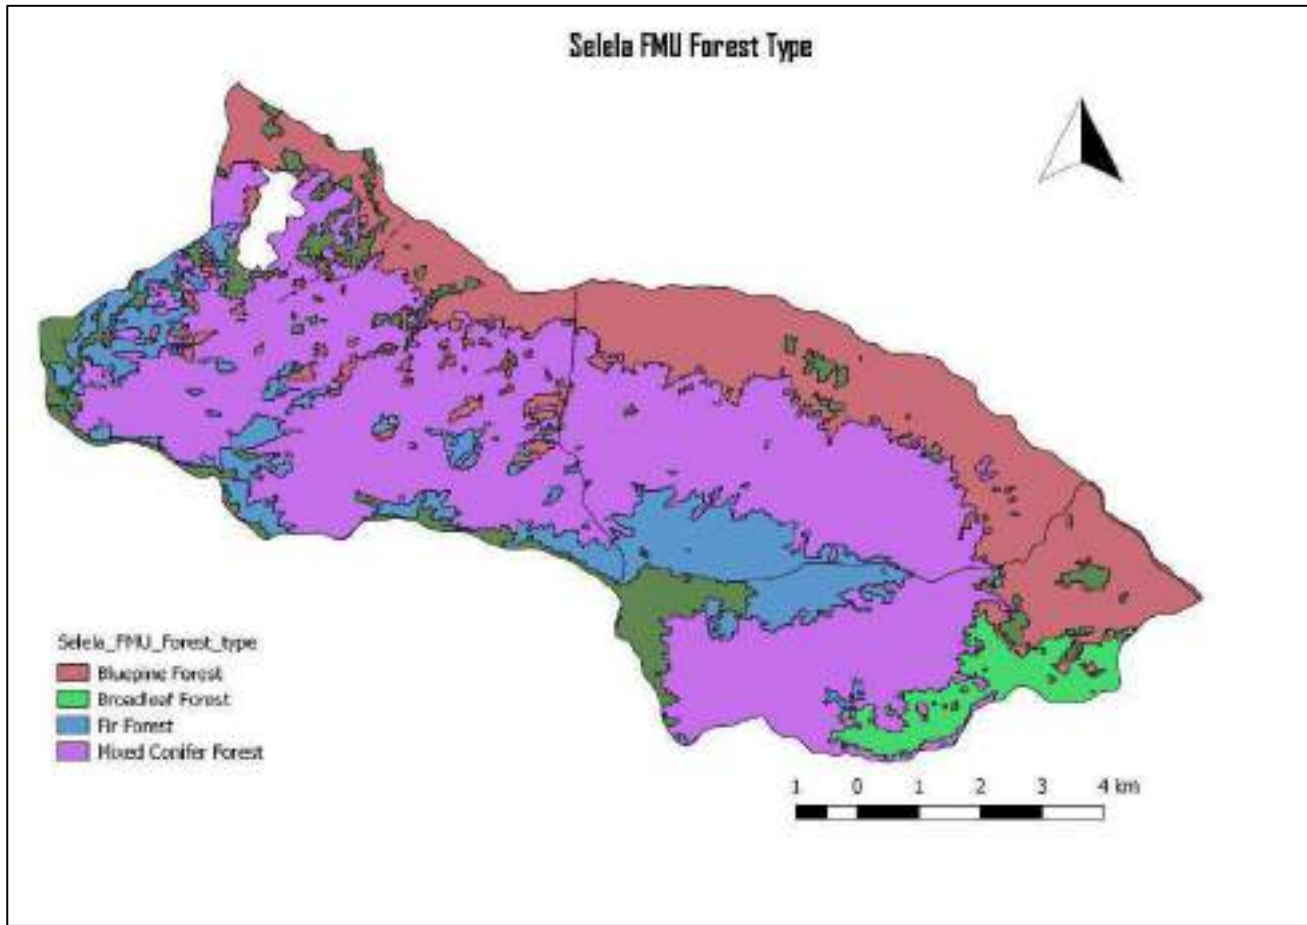 Selela FMU Forest Type
Selela_FMU_Forest_type
Bluepine Forest
Broadleaf Forest
Fir Forest
Mixed Conifer Forest
1 0 1 2 3 4 km